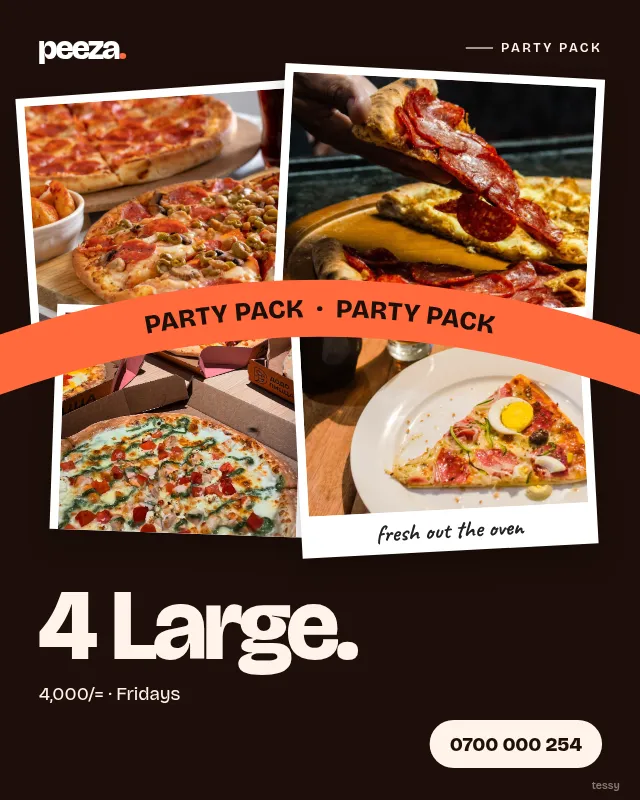 peeza.
PARTY PACK
PARTY PACK · PARTY PACK
fresh out the oven
4 Large.
4,000/= · Fridays
0700 000 254
tessy